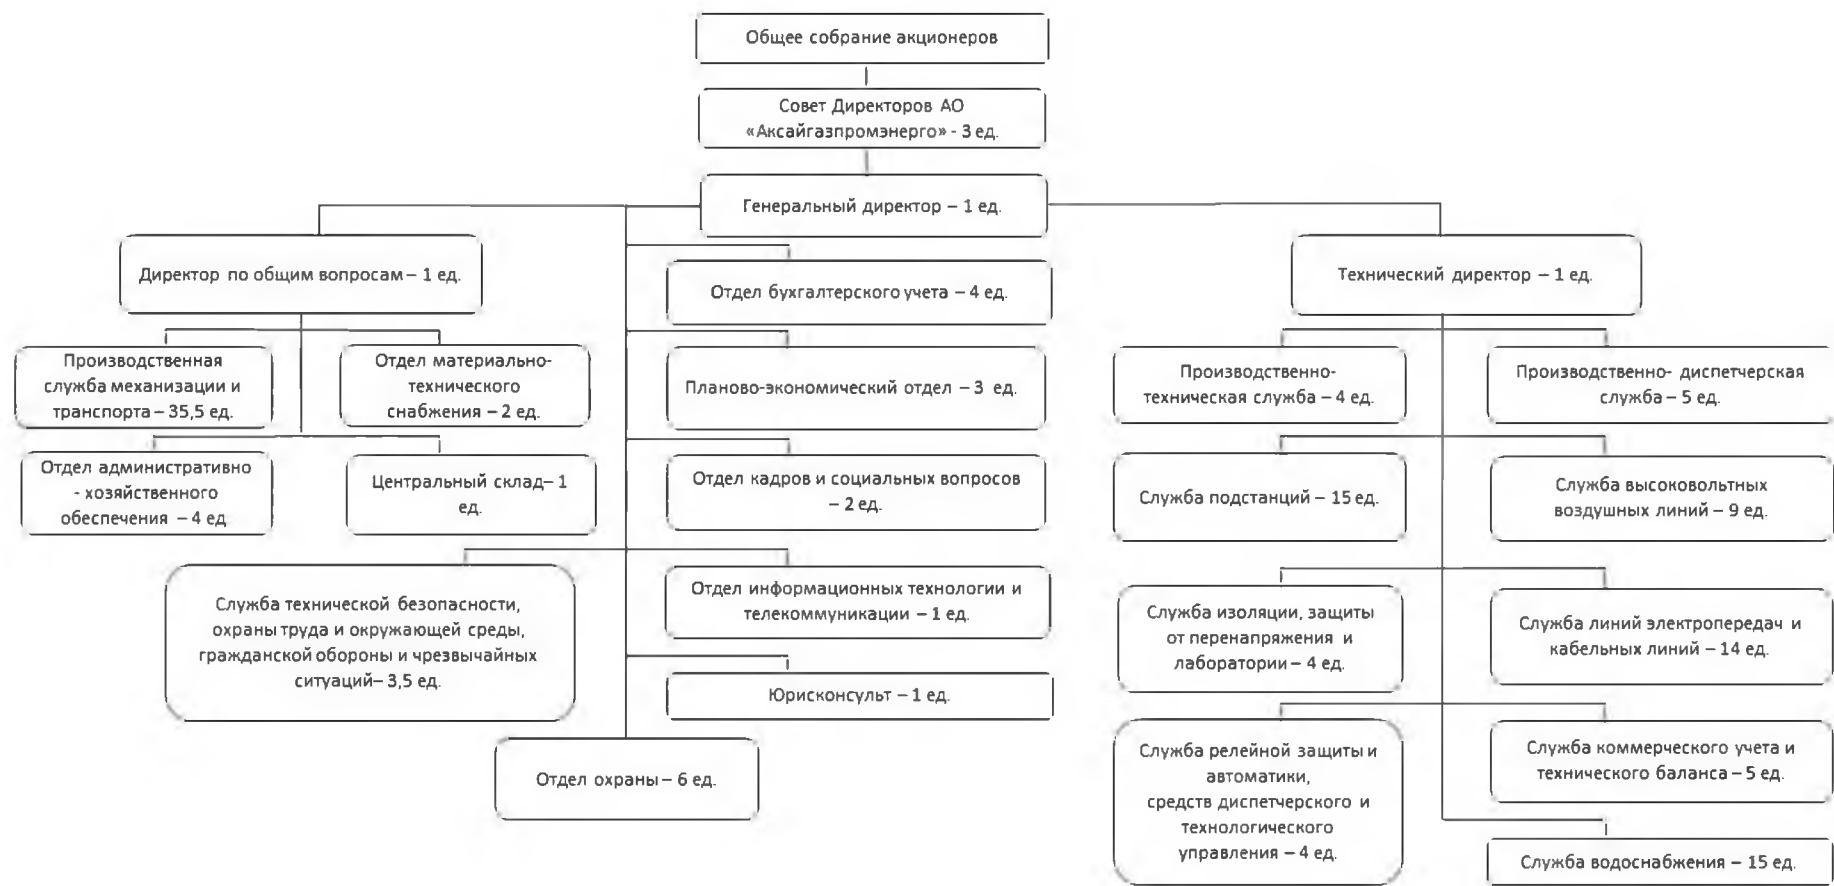 Общее собрание акционеров
Совет Директоров АО
«Аксайгазпромэнерго» - 3 ед.
Генеральный директор – 1 ед.
Директор по общим вопросам – 1 ед.
Производственная
служба механизации и
транспорта – 35,5 ед.
Отдел материально-
технического
снабжения – 2 ед.
Отдел административно
- хозяйственного
обеспечения – 4 ед
Центральный склад– 1
ед.
Отдел бухгалтерского учета – 4 ед.
Планово-экономический отдел – 3 ед.
Отдел кадров и социальных вопросов
– 2 ед.
Служба технической безопасности,
охраны труда и окружающей среды,
гражданской обороны и чрезвычайных
ситуаций– 3,5 ед.
Отдел информационных технологии и
телекоммуникации – 1 ед.
Юрисконсульт – 1 ед.
Отдел охраны – 6 ед.
Технический директор – 1 ед.
Производственно-
техническая служба – 4 ед.
Производственно- диспетчерская
служба – 5 ед.
Служба подстанций – 15 ед.
Служба высоковольтных
воздушных линий – 9 ед.
Служба изоляции, защиты
от перенапряжения и
лаборатории – 4 ед.
Служба линий электропередач и
кабельных линий – 14 ед.
Служба релейной защиты и
автоматики,
средств диспетчерского и
технологического
управления – 4 ед.
Служба коммерческого учета и
технического баланса – 5 ед.
Служба водоснабжения – 15 ед.